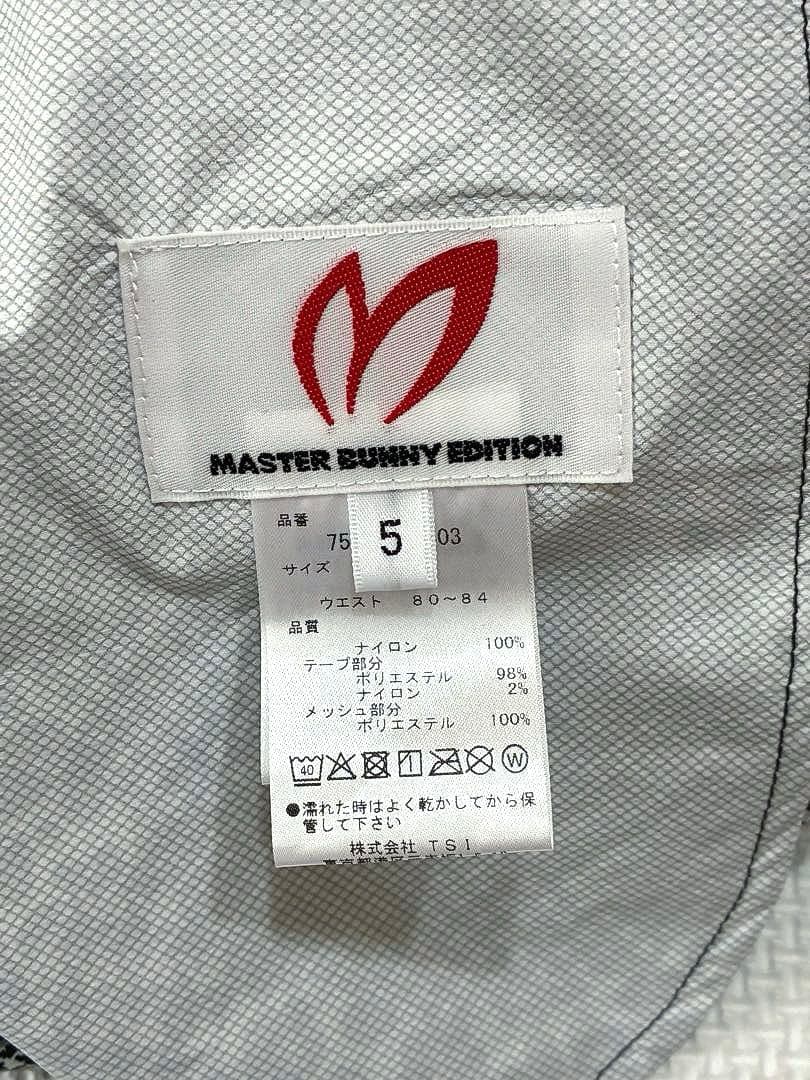 MASTER BUNNY EDITION
品番
75 5 03
サイズ
ウエスト 80~84
品質
ナイロン 100%
テープ部分
ポリエステル 98%
ナイロン 2%
メッシュ部分
ポリエステル 100%
40 W
●濡れた時はよく乾かしてから保
管して下さい
株式会社 TSI